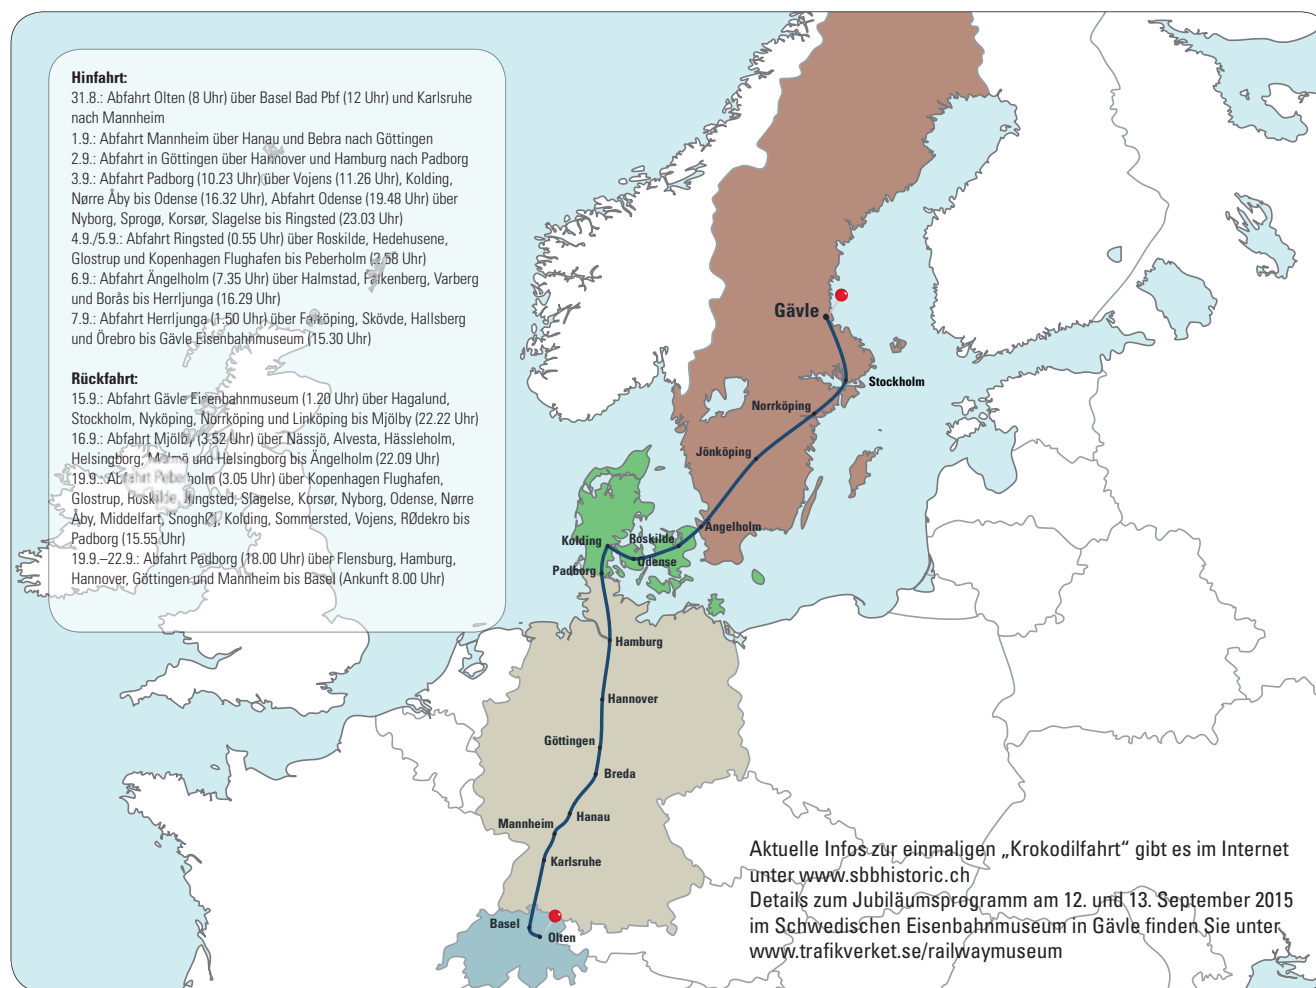 Hinfahrt:
31.8.: Abfahrt Olten (8 Uhr) über Basel Bad Pbf (12 Uhr) und Karlsruhe
nach Mannheim
1.9.: Abfahrt Mannheim über Hanau und Bebra nach Göttingen
2.9.: Abfahrt in Göttingen über Hannover und Hamburg nach Padborg
3.9.: Abfahrt Padborg (10.23 Uhr) über Vojens (11.26 Uhr), Kolding,
Nørre Åby bis Odense (16.32 Uhr), Abfahrt Odense (19.48 Uhr) über
Nyborg, Sprogø, Korsør, Slagelse bis Ringsted (23.03 Uhr)
4.9./5.9.: Abfahrt Ringsted (0.55 Uhr) über Roskilde, Hedehusene,
Glostrup und Kopenhagen Flughafen bis Peberholm (2.58 Uhr)
6.9.: Abfahrt Ängelholm (7.35 Uhr) über Halmstad, Falkenberg, Varberg
und Borås bis Herrljunga (16.29 Uhr)
7.9.: Abfahrt Herrljunga (1.50 Uhr) über Falköping, Skövde, Hallsberg
und Örebro bis Gävle Eisenbahnmuseum (15.30 Uhr)
Rückfahrt:
15.9.: Abfahrt Gävle Eisenbahnmuseum (1.20 Uhr) über Hagalund,
Stockholm, Nyköping, Norrköping und Linköping bis Mjölby (22.22 Uhr)
16.9.: Abfahrt Mjölby (3.52 Uhr) über Nässjö, Alvesta, Hässleholm,
Helsingborg, Malmö und Helsingborg bis Ängelholm (22.09 Uhr)
19.9.: Abfahrt Peberholm (3.05 Uhr) über Kopenhagen Flughafen,
Glostrup, Roskilde, Ringsted, Slagelse, Korsør, Nyborg, Odense, Nørre
Åby, Middelfart, SnoghØj, Kolding, Sommersted, Vojens, RØdekro bis
Padborg (15.55 Uhr)
19.9.–22.9.: Abfahrt Padborg (18.00 Uhr) über Flensburg, Hamburg,
Hannover, Göttingen und Mannheim bis Basel (Ankunft 8.00 Uhr)
Gävle
Stockholm
Norrköping
Jönköping
Ängelholm
Kolding
Roskilde
Odense
Padborg
Hamburg
Hannover
Göttingen
Breda
Hanau
Mannheim
Karlsruhe
Basel
Olten
Aktuelle Infos zur einmaligen „Krokodilfahrt“ gibt es im Internet
unter www.sbbhistoric.ch
Details zum Jubiläumsprogramm am 12. und 13. September 2015
im Schwedischen Eisenbahnmuseum in Gävle finden Sie unter
www.trafikverket.se/railwaymuseum